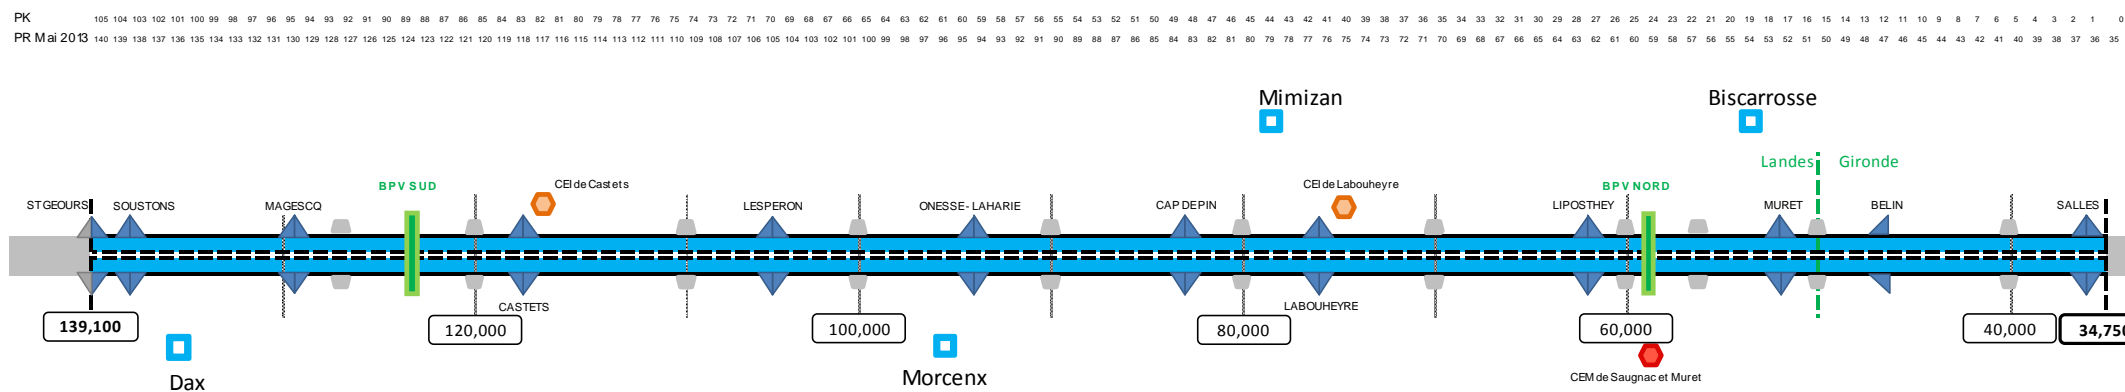 PK 105 104 103 102 101 100 99 98 97 96 95 94 93 92 91 90 89 88 87 86 85 84 83 82 81 80 79 78 77 76 75 74 73 72 71 70 69 68 67 66 65 64 63 62 61 60 59 58 57 56 55 54 53 52 51 50 49 48 47 46 45 44 43 42 41 40 39 38 37 36 35 34 33 32 31 30 29 28 27 26 25 24 23 22 21 20 19 18 17 16 15 14 13 12 11 10 9 8 7 6 5 4 3 2 1 0
PR Mai 2013 140 139 138 137 136 135 134 133 132 131 130 129 128 127 126 125 124 123 122 121 120 119 118 117 116 115 114 113 112 111 110 109 108 107 106 105 104 103 102 101 100 99 98 97 96 95 94 93 92 91 90 89 88 87 86 85 84 83 82 81 80 79 78 77 76 75 74 73 72 71 70 69 68 67 66 65 64 63 62 61 60 59 58 57 56 55 54 53 52 51 50 49 48 47 46 45 44 43 42 41 40 39 38 37 36 35
Mimizan Biscarrosse
Landes Gironde
BPV SUD CEI de Castets CEI de Labouheyre BPV NORD
ST GEOURS SOUSTONS MAGESCQ LESPERON ONESSE - LAHARIE CAP DE PIN LIPOSTHEY MURET BELIN SALLES
CASTETS LABOUHEYRE
139,100 120,000 100,000 80,000 60,000 40,000 34,750
Dax Morcenx CEM de Saugnac et Muret